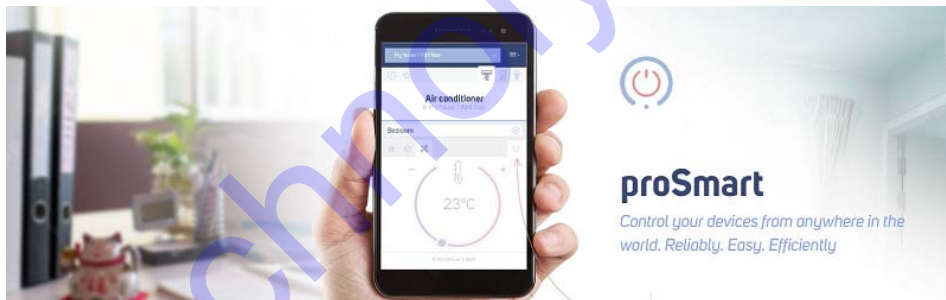 Air conditioner
Bedroom
23°C
proSmart
Control your devices from anywhere in the
world. Reliably. Easy. Efficiently